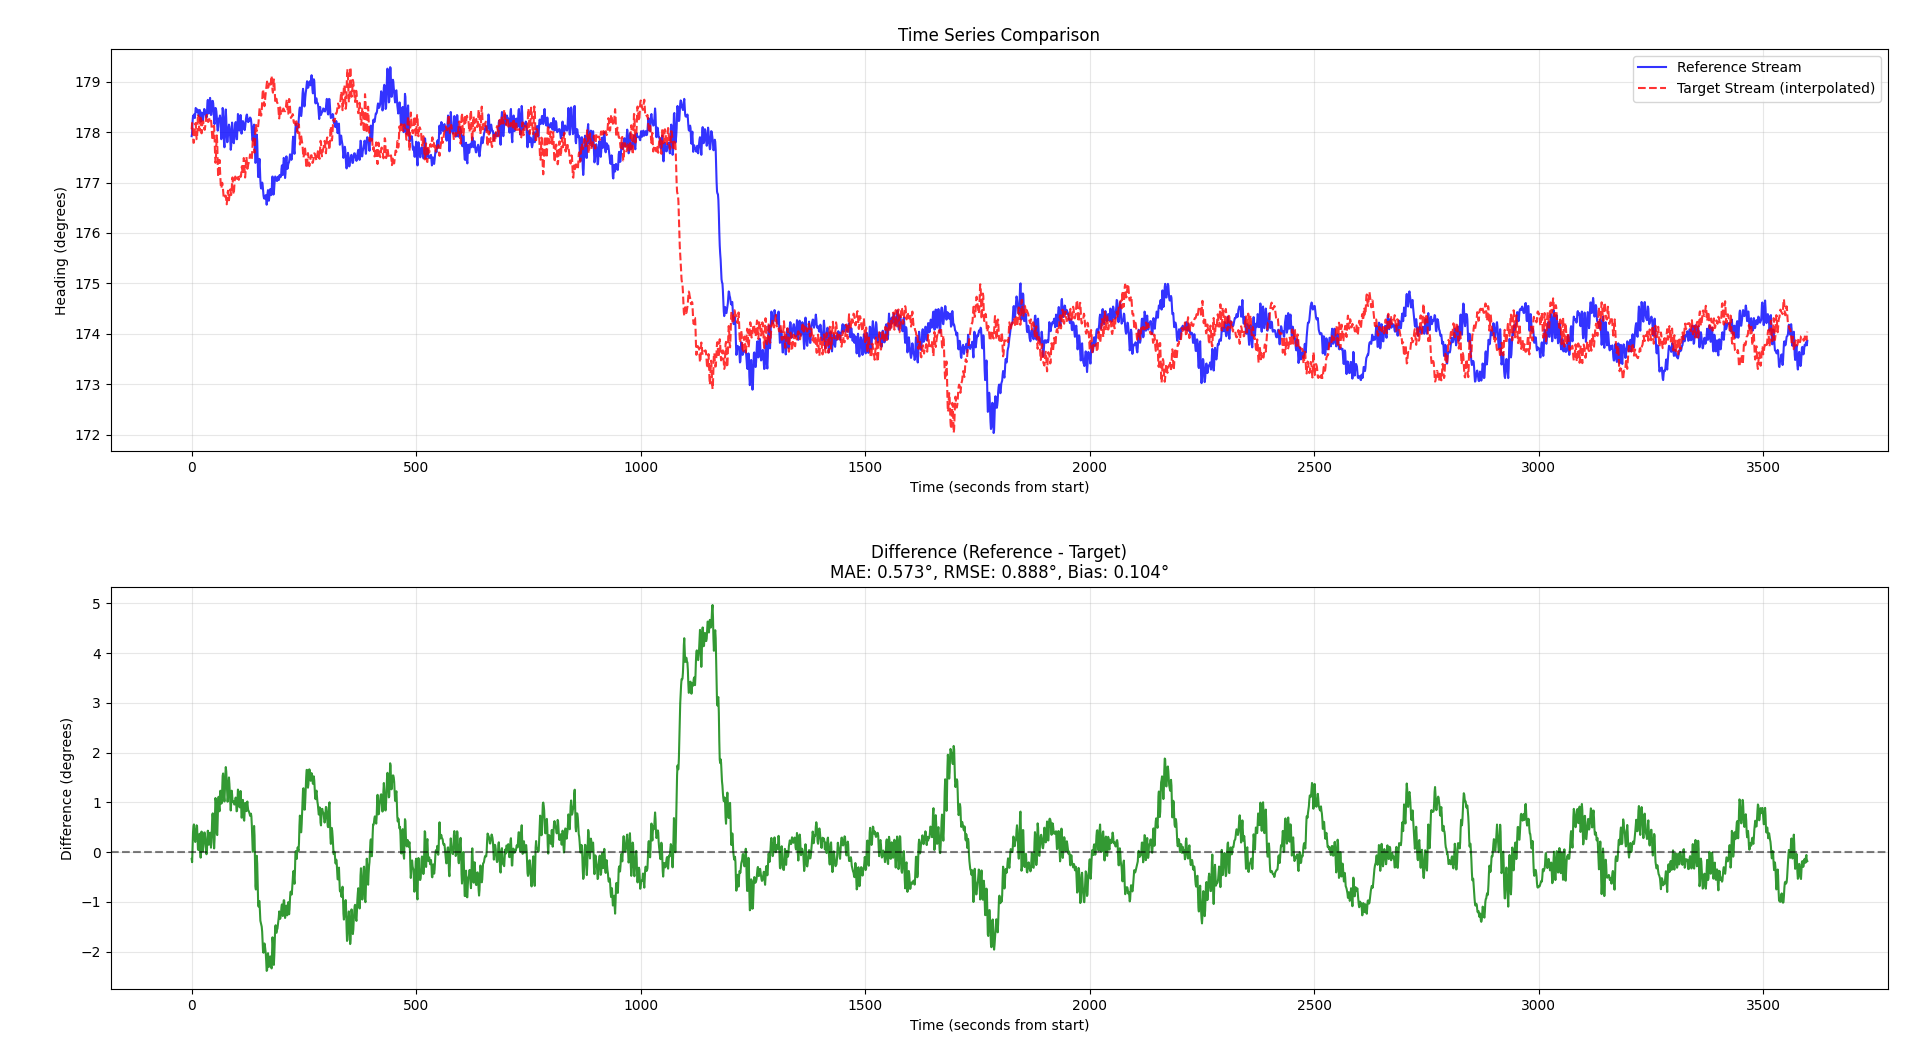 Time Series Comparison
Reference Stream
Target Stream (interpolated)
Heading (degrees)
179
178
177
176
175
174
173
172
0 500 1000 1500 2000 2500 3000 3500
Time (seconds from start)
Difference (Reference - Target)
MAE: 0.573°, RMSE: 0.888°, Bias: 0.104°
Difference (degrees)
5
4
3
2
1
0
−1
−2
0 500 1000 1500 2000 2500 3000 3500
Time (seconds from start)